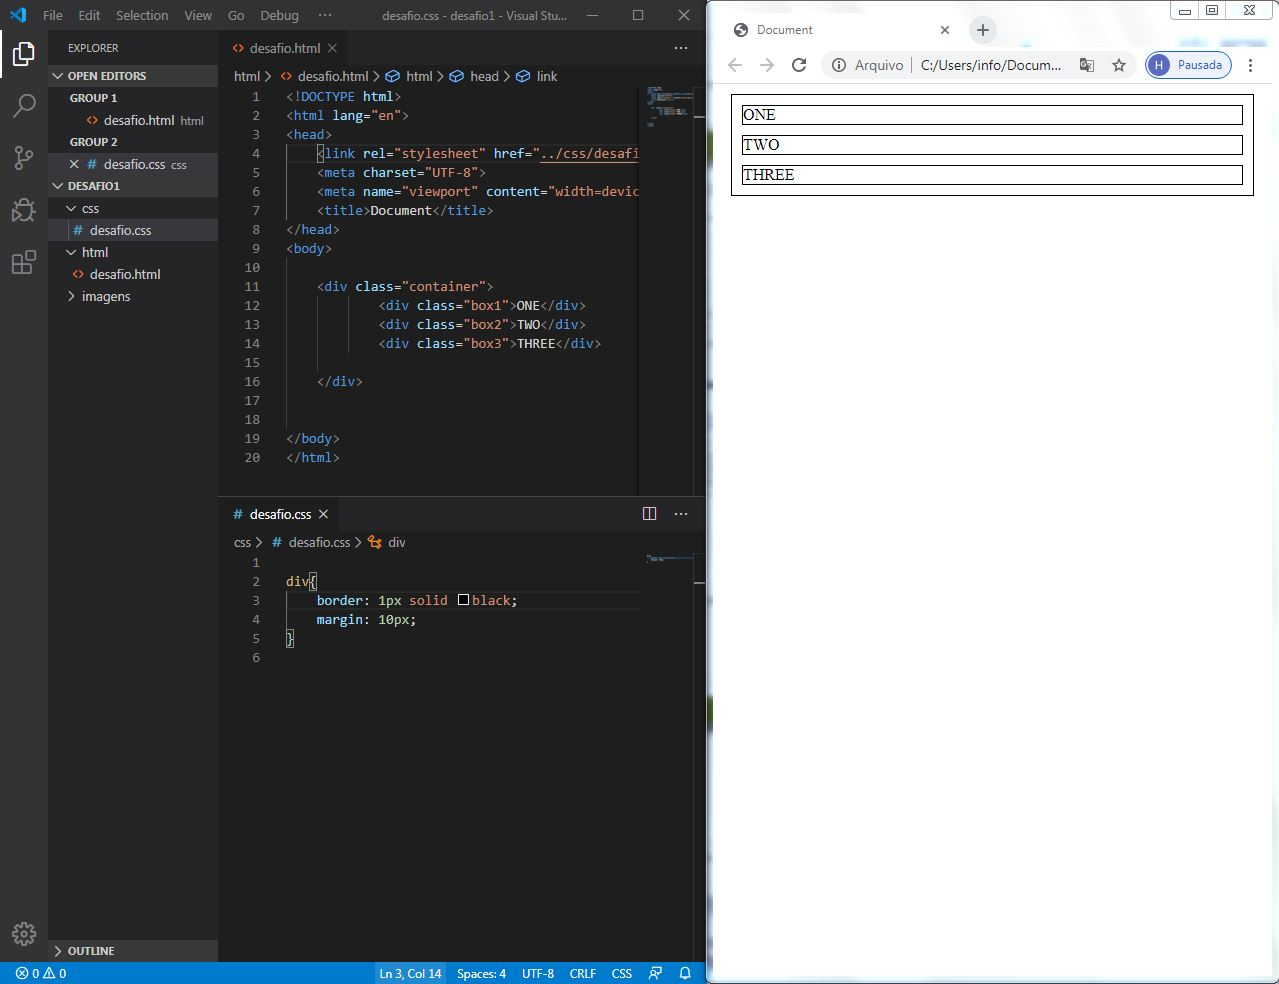 File Edit Selection View Go Debug ··· desafio.css - desafio1 - Visual Stu...
EXPLORER
OPEN EDITORS
GROUP 1
desafio.html html
GROUP 2
desafio.css css
DESAFIO1
css
desafio.css
html
desafio.html
imagens
OUTLINE
desafio.html
html > desafio.html > html > head > link
1 <!DOCTYPE html>
2 <html lang="en">
3 <head>
4 <link rel="stylesheet" href="../css/desafi
5 <meta charset="UTF-8">
6 <meta name="viewport" content="width=devic
7 <title>Document</title>
8 </head>
9 <body>
10
11 <div class="container">
12 <div class="box1">ONE</div>
13 <div class="box2">TWO</div>
14 <div class="box3">THREE</div>
15
16 </div>
17
18
19 </body>
20 </html>
# desafio.css
css > # desafio.css > div
1
2 div{
3 border: 1px solid black;
4 margin: 10px;
5 }
6
0 0 Ln 3, Col 14 Spaces: 4 UTF-8 CRLF CSS
Document
Arquivo | C:/Users/info/Docum... H Pausada
ONE
TWO
THREE